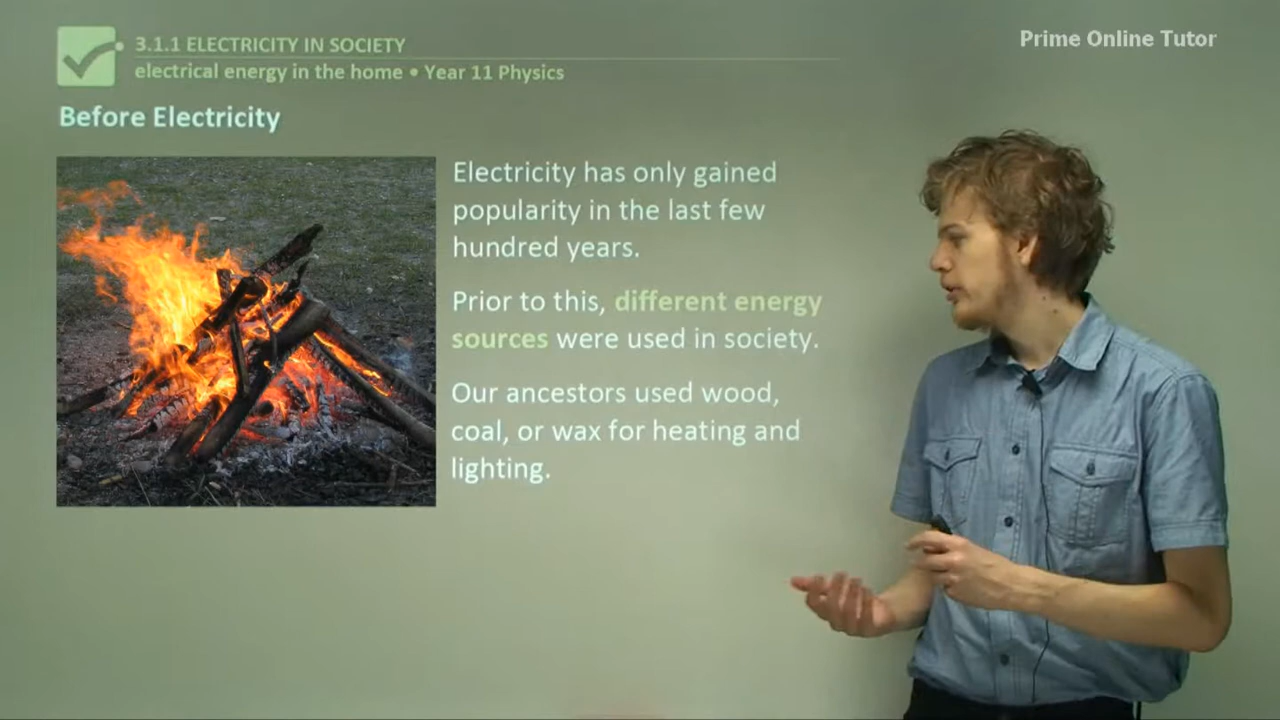 3.1.1 ELECTRICITY IN SOCIETY
electrical energy in the home • Year 11 Physics
Prime Online Tutor
Before Electricity
Electricity has only gained
popularity in the last few
hundred years.
Prior to this, different energy
sources were used in society.
Our ancestors used wood,
coal, or wax for heating and
lighting.